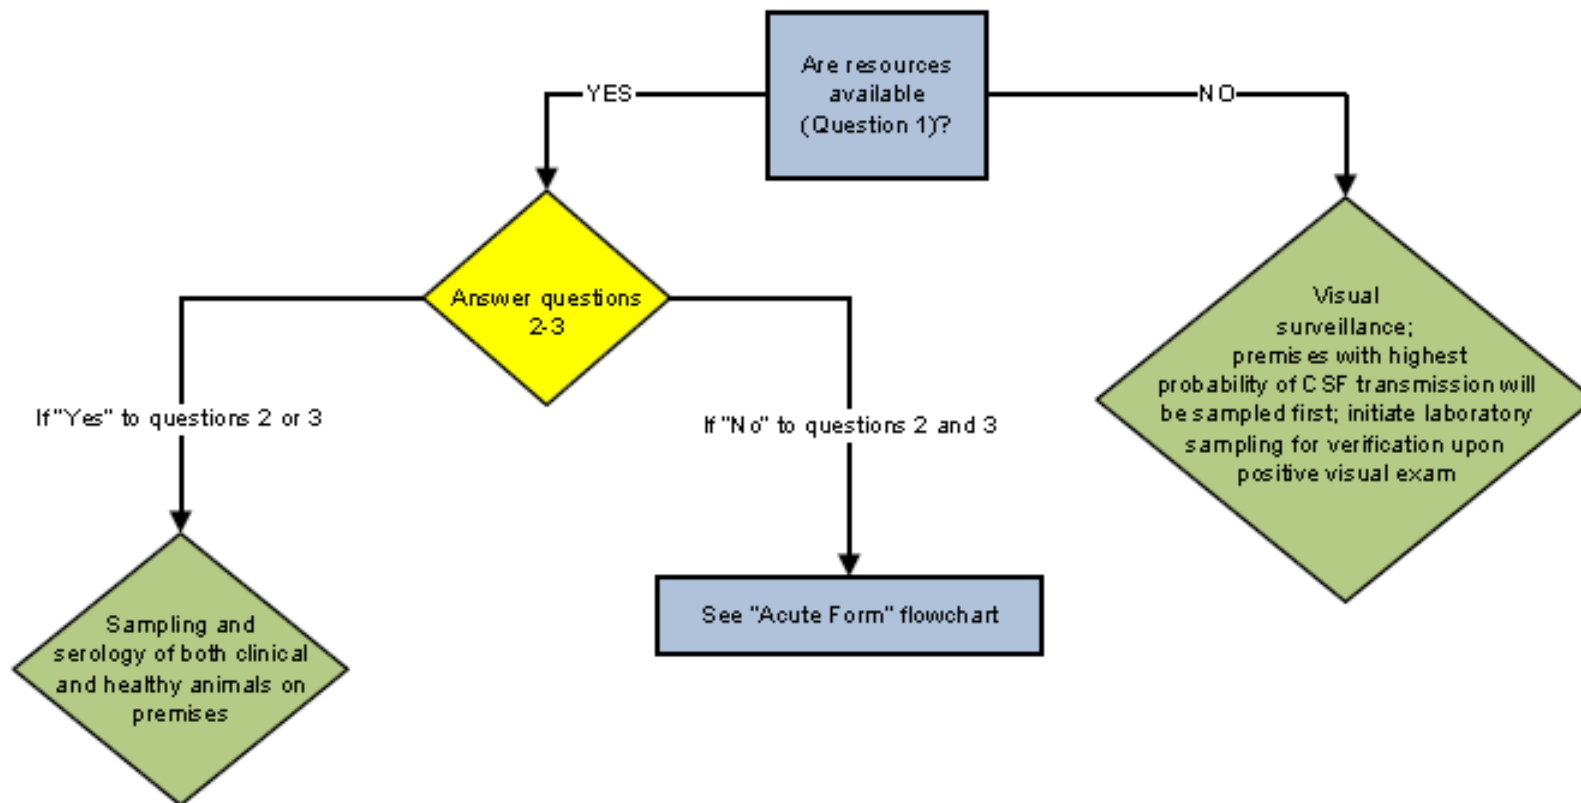 Are resources
available
(Question 1)?
YES
NO
Answer questions
2-3
Visual
surveillance;
premises with highest
probability of CSF transmission will
be sampled first; initiate laboratory
sampling for verification upon
positive visual exam
If "Yes" to questions 2 or 3
If "No" to questions 2 and 3
See "Acute Form" flowchart
Sampling and
serology of both clinical
and healthy animals on
premises